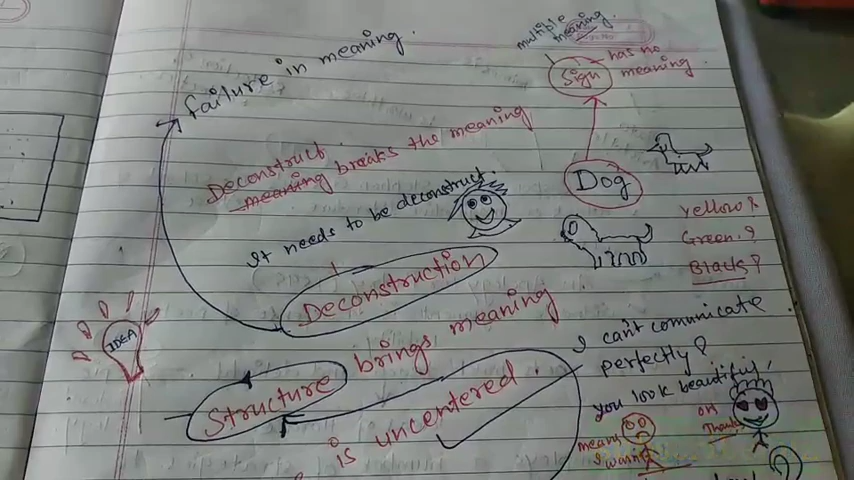 multiple
meaning
Sign
has no
meaning
failure in meaning.
Deconstruct.
meaning breaks the meaning
Dog
It needs to be deconstruct.
Yellow?
Green?
Black?
Deconstruction
IDEA
Structure brings meaning
I can't communicate
perfectly?
is uncentered.
you look beautiful,
means
I wasn't
oh
Thanks